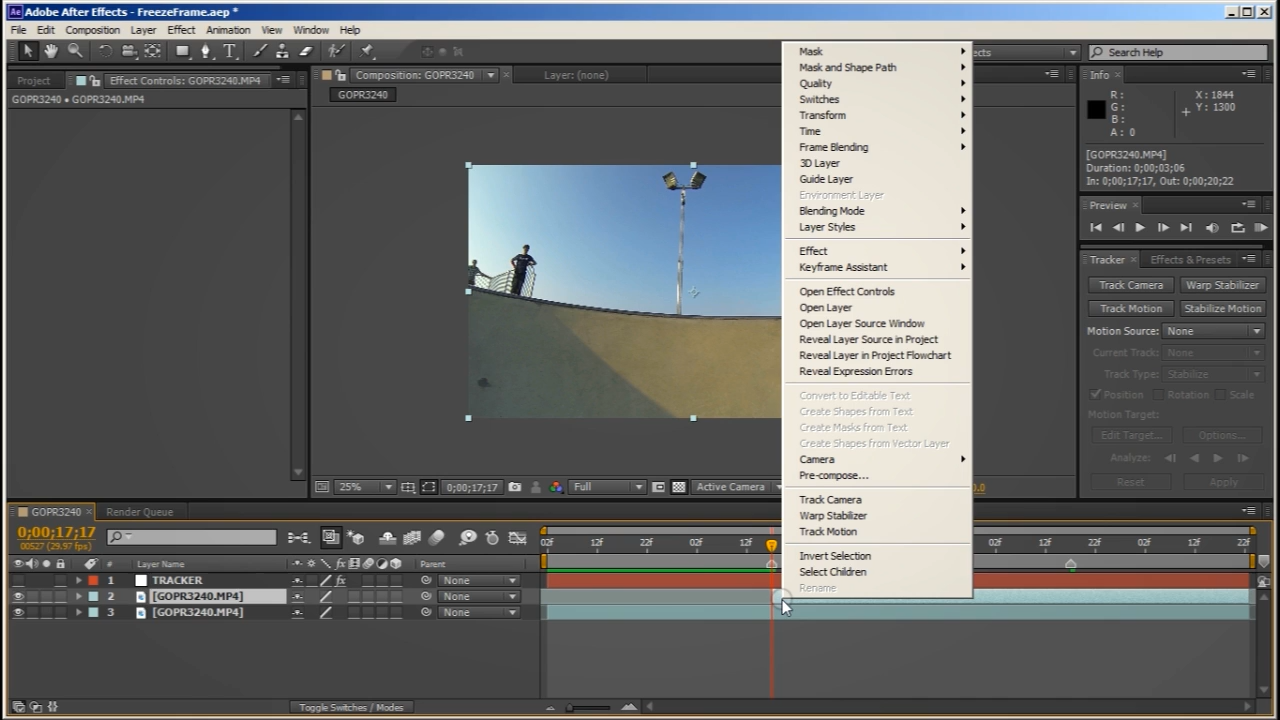 Adobe After Effects - FreezeFrame.aep *
File Edit Composition Layer Effect Animation View Window Help
Search Help
Project Effect Controls: GOPR3240.MP4
GOPR3240 • GOPR3240.MP4
Composition: GOPR3240 Layer: (none)
GOPR3240
25% 0;00;17;17 Full Active Camera
Mask
Mask and Shape Path
Quality
Switches
Transform
Time
Frame Blending
3D Layer
Guide Layer
Environment Layer
Blending Mode
Layer Styles
Effect
Keyframe Assistant
Open Effect Controls
Open Layer
Open Layer Source Window
Reveal Layer Source in Project
Reveal Layer in Project Flowchart
Reveal Expression Errors
Convert to Editable Text
Create Shapes from Text
Create Masks from Text
Create Shapes from Vector Layer
Camera
Pre-compose...
Track Camera
Warp Stabilizer
Track Motion
Invert Selection
Select Children
Rename
Info
R : X : 1844
G : Y : 1300
B :
A : 0
[GOPR3240.MP4]
Duration: 0;00;03;06
In: 0;00;17;17, Out: 0;00;20;22
Preview
Tracker Effects & Presets
Track Camera Warp Stabilizer
Track Motion Stabilize Motion
Motion Source: None
Current Track: None
Track Type: Stabilize
Position Rotation Scale
Motion Target:
Edit Target... Options...
Analyze:
Reset Apply
GOPR3240 Render Queue
0;00;17;17
00527 (29.97 fps)
02f 12f 22f 02f 12f 02f 12f 22f 02f 12f 22f
# Layer Name Parent
1 TRACKER None
2 [GOPR3240.MP4] None
3 [GOPR3240.MP4] None
Toggle Switches / Modes